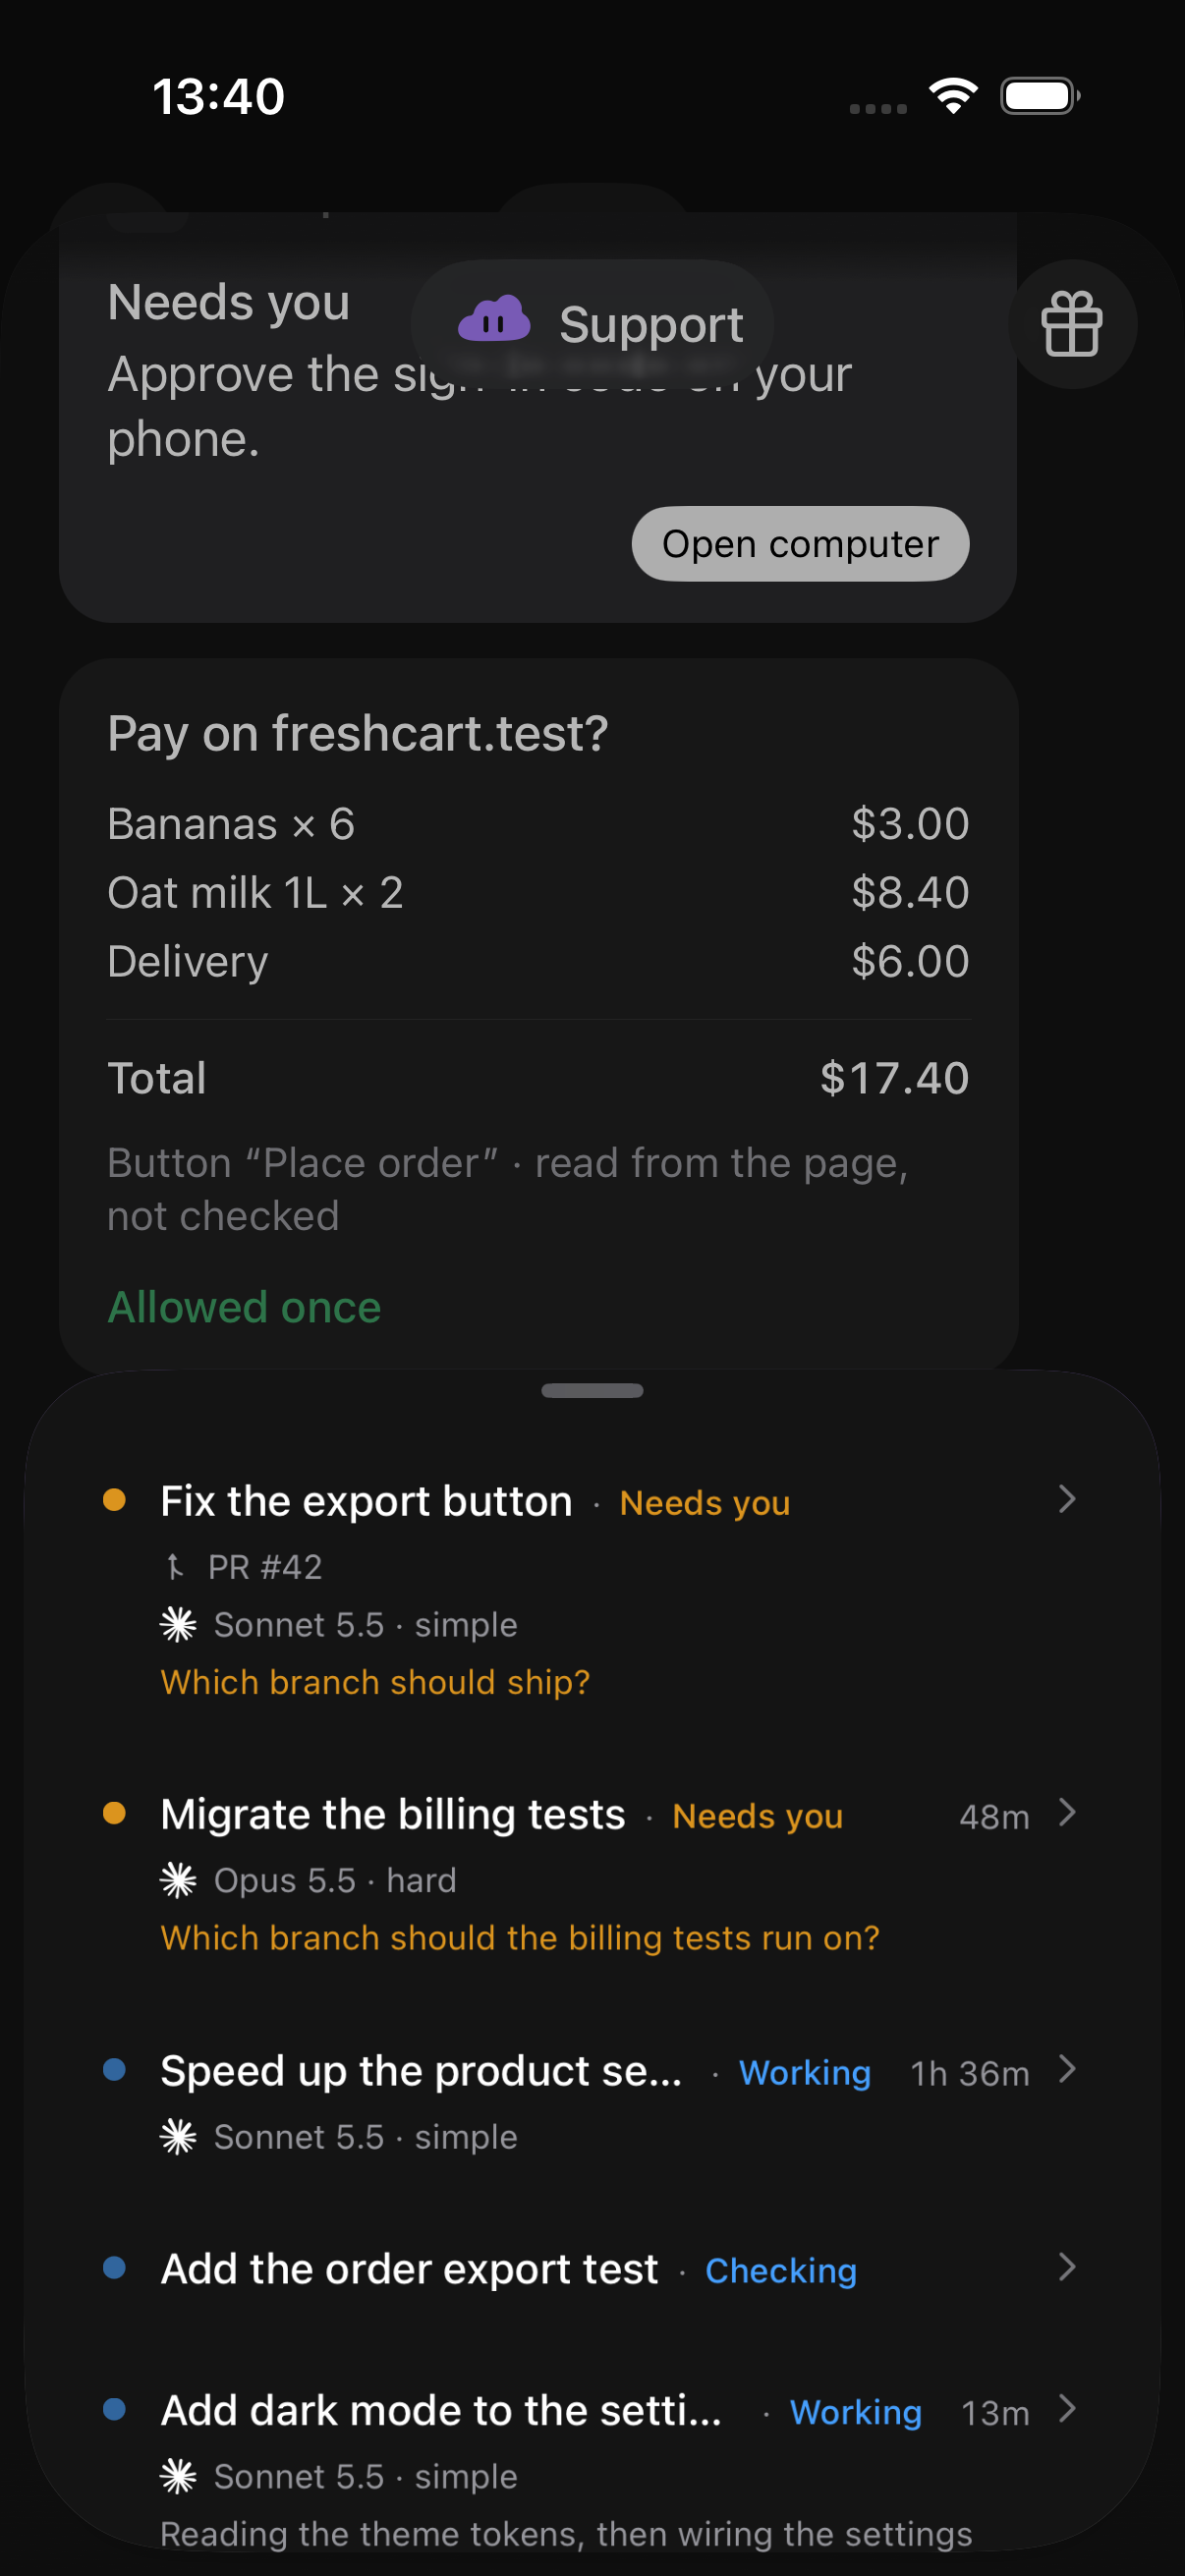 13:40
Needs you
Support
Approve the sign-in code on your
phone.
Open computer
Pay on freshcart.test?
Bananas × 6 $3.00
Oat milk 1L × 2 $8.40
Delivery $6.00
Total $17.40
Button “Place order” · read from the page,
not checked
Allowed once
Fix the export button · Needs you
PR #42
Sonnet 5.5 · simple
Which branch should ship?
Migrate the billing tests · Needs you 48m
Opus 5.5 · hard
Which branch should the billing tests run on?
Speed up the product se... · Working 1h 36m
Sonnet 5.5 · simple
Add the order export test · Checking
Add dark mode to the setti... · Working 13m
Sonnet 5.5 · simple
Reading the theme tokens, then wiring the settings